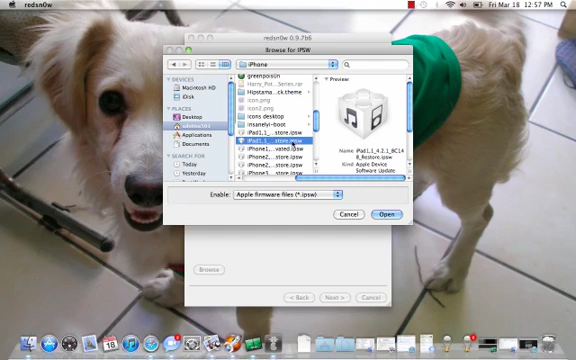 Fri Mar 18 12:57 PM
redsn0w 0.9.7b6
Browse for IPSW
iPhone
DEVICES
Macintosh HD
iDisk
PLACES
Desktop
Applications
Documents
SEARCH FOR
Today
Yesterday
greenpois0n
Harry_Pot...Series.rar
Hipstama...ck.theme
icon.png
icon2.png
icons desktop
insanelyi-boot
iPad1,1_...store.ipsw
iPad1,1_...store.ipsw
iPhone1,...vated.ipsw
iPhone2,...store.ipsw
iPhone2,...store.ipsw
iPhone3,...store.ipsw
Preview
Name iPad1,1_4.2.1_8C14
8_Restore.ipsw
Kind Apple Device
Software Update
Enable: Apple firmware files (*.ipsw)
Cancel
Open
Browse
< Back
Next >
Cancel